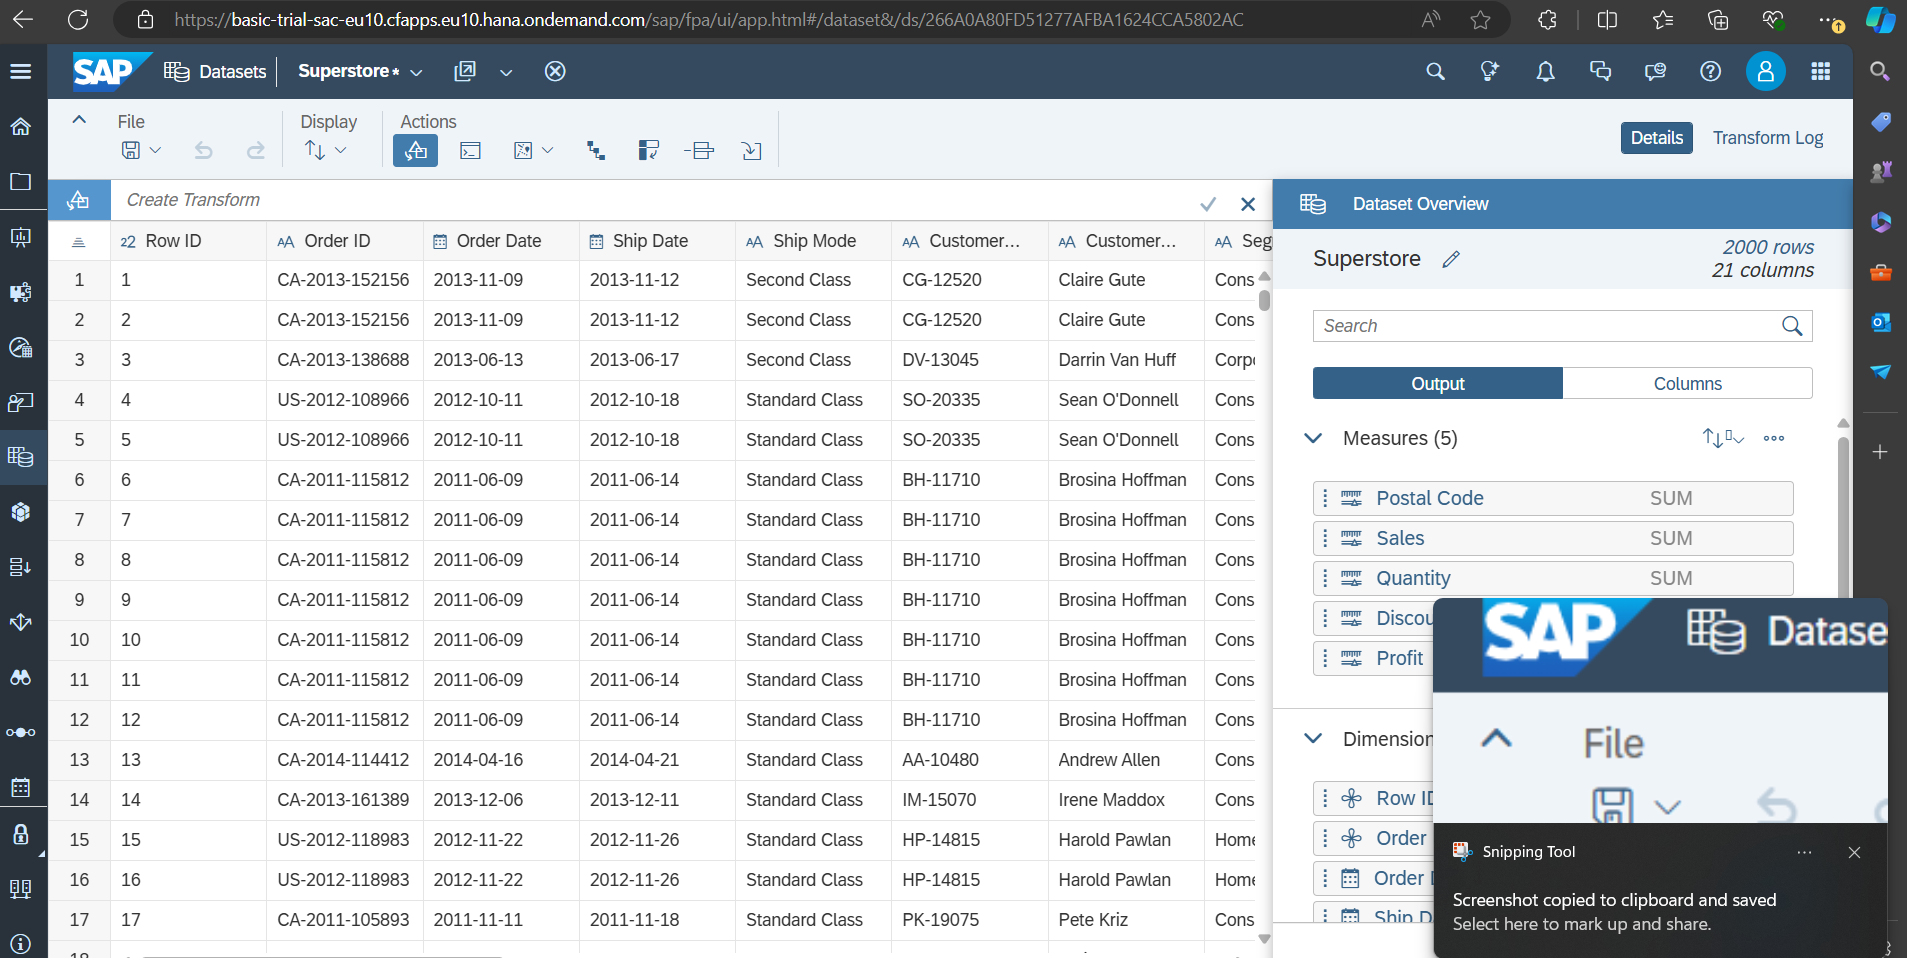 https://basic-trial-sac-eu10.cfapps.eu10.hana.ondemand.com/sap/fpa/ui/app.html#/dataset&/ds/266A0A80FD51277AFBA1624CCA5802AC
SAP Datasets Superstore*
File Display Actions
Details Transform Log
Create Transform
22 Row ID AA Order ID Order Date Ship Date AA Ship Mode AA Customer... AA Customer... AA Seg
1 1 CA-2013-152156 2013-11-09 2013-11-12 Second Class CG-12520 Claire Gute Cons
2 2 CA-2013-152156 2013-11-09 2013-11-12 Second Class CG-12520 Claire Gute Cons
3 3 CA-2013-138688 2013-06-13 2013-06-17 Second Class DV-13045 Darrin Van Huff Corp
4 4 US-2012-108966 2012-10-11 2012-10-18 Standard Class SO-20335 Sean O'Donnell Cons
5 5 US-2012-108966 2012-10-11 2012-10-18 Standard Class SO-20335 Sean O'Donnell Cons
6 6 CA-2011-115812 2011-06-09 2011-06-14 Standard Class BH-11710 Brosina Hoffman Cons
7 7 CA-2011-115812 2011-06-09 2011-06-14 Standard Class BH-11710 Brosina Hoffman Cons
8 8 CA-2011-115812 2011-06-09 2011-06-14 Standard Class BH-11710 Brosina Hoffman Cons
9 9 CA-2011-115812 2011-06-09 2011-06-14 Standard Class BH-11710 Brosina Hoffman Cons
10 10 CA-2011-115812 2011-06-09 2011-06-14 Standard Class BH-11710 Brosina Hoffman Cons
11 11 CA-2011-115812 2011-06-09 2011-06-14 Standard Class BH-11710 Brosina Hoffman Cons
12 12 CA-2011-115812 2011-06-09 2011-06-14 Standard Class BH-11710 Brosina Hoffman Cons
13 13 CA-2014-114412 2014-04-16 2014-04-21 Standard Class AA-10480 Andrew Allen Cons
14 14 CA-2013-161389 2013-12-06 2013-12-11 Standard Class IM-15070 Irene Maddox Cons
15 15 US-2012-118983 2012-11-22 2012-11-26 Standard Class HP-14815 Harold Pawlan Home
16 16 US-2012-118983 2012-11-22 2012-11-26 Standard Class HP-14815 Harold Pawlan Home
17 17 CA-2011-105893 2011-11-11 2011-11-18 Standard Class PK-19075 Pete Kriz Cons
Dataset Overview
Superstore
2000 rows
21 columns
Search
Output Columns
Measures (5)
Postal Code SUM
Sales SUM
Quantity SUM
Discou
Profit
Dimension
Row ID
Order
Order
Ship D
SAP Datase
File
Snipping Tool
Screenshot copied to clipboard and saved
Select here to mark up and share.